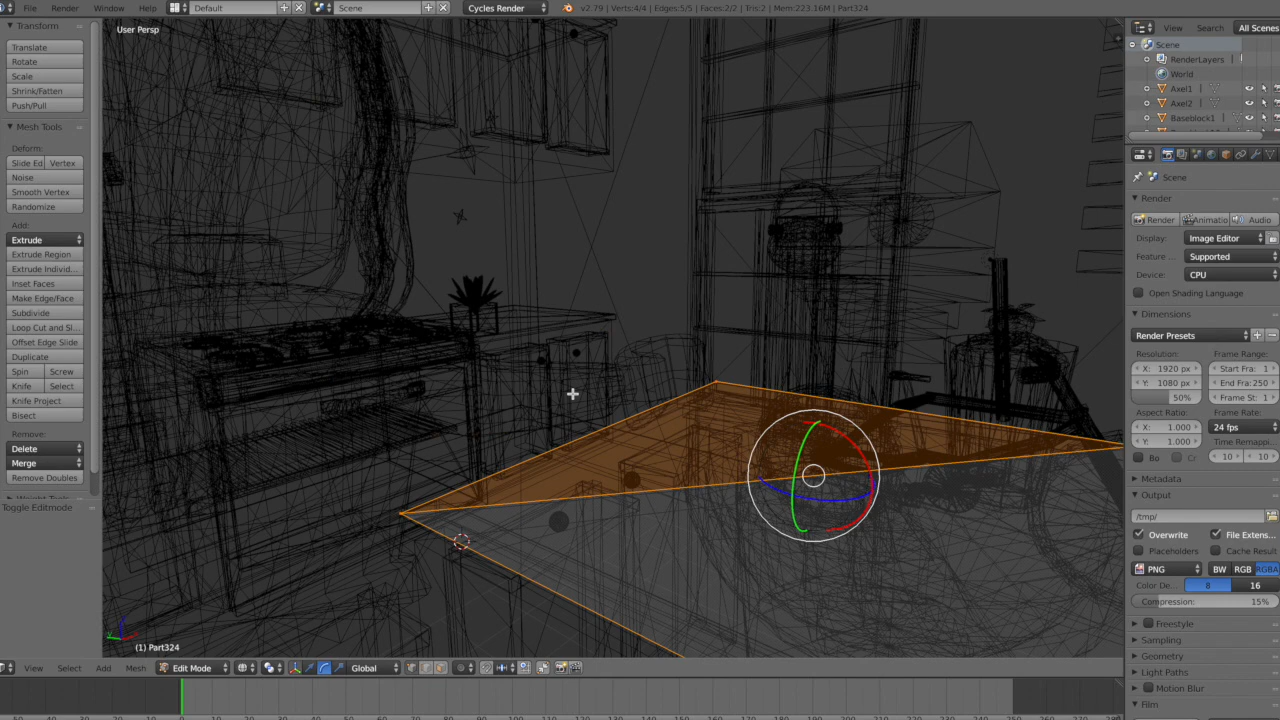 File Render Window Help Default Scene Cycles Render v2.79 | Verts:4/4 | Edges:5/5 | Faces:2/2 | Tris:2 | Mem:223.16M | Part324
Transform
Translate
Rotate
Scale
Shrink/Fatten
Push/Pull
Mesh Tools
Deform:
Slide Ed Vertex
Noise
Smooth Vertex
Randomize
Add:
Extrude
Extrude Region
Extrude Individ...
Inset Faces
Make Edge/Face
Subdivide
Loop Cut and Sl...
Offset Edge Slide
Duplicate
Spin Screw
Knife Select
Knife Project
Bisect
Remove:
Delete
Merge
Remove Doubles
Toggle Editmode
User Persp
(1) Part324
View Select Add Mesh Edit Mode Global
View Search All Scenes
Scene
RenderLayers
World
Axel1
Axel2
Baseblock1
Scene
Render
Render Animatio Audio
Display: Image Editor
Feature ... Supported
Device: CPU
Open Shading Language
Dimensions
Render Presets
Resolution: Frame Range:
X: 1920 px Start Fra: 1
Y: 1080 px End Fra:250
50% Frame St: 1
Aspect Ratio: Frame Rate:
X: 1.000 24 fps
Y: 1.000 Time Remappi...
Bo Cr 10 10
Metadata
Output
/tmp/
Overwrite File Extens...
Placeholders Cache Result
PNG BW RGB RGBA
Color De... 8 16
Compression: 15%
Freestyle
Sampling
Geometry
Light Paths
Motion Blur
Film